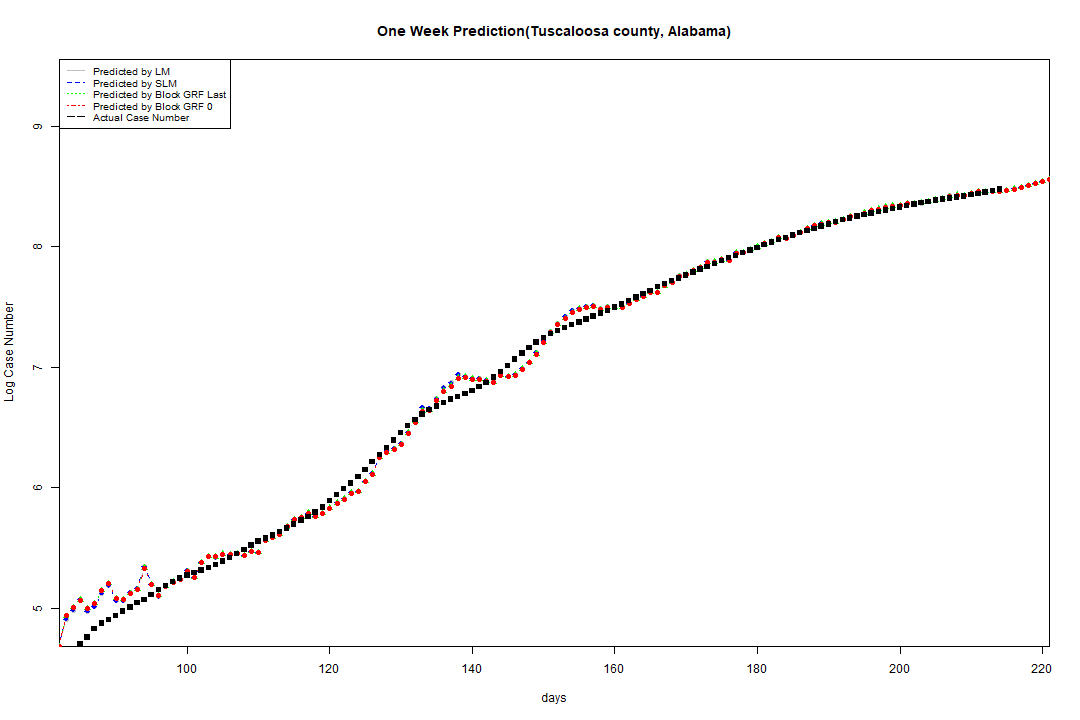 One Week Prediction(Tuscaloosa county, Alabama)
Predicted by LM
Predicted by SLM
Predicted by Block GRF Last
Predicted by Block GRF 0
Actual Case Number
9
8
7
6
5
Log Case Number
100 120 140 160 180 200 220
days